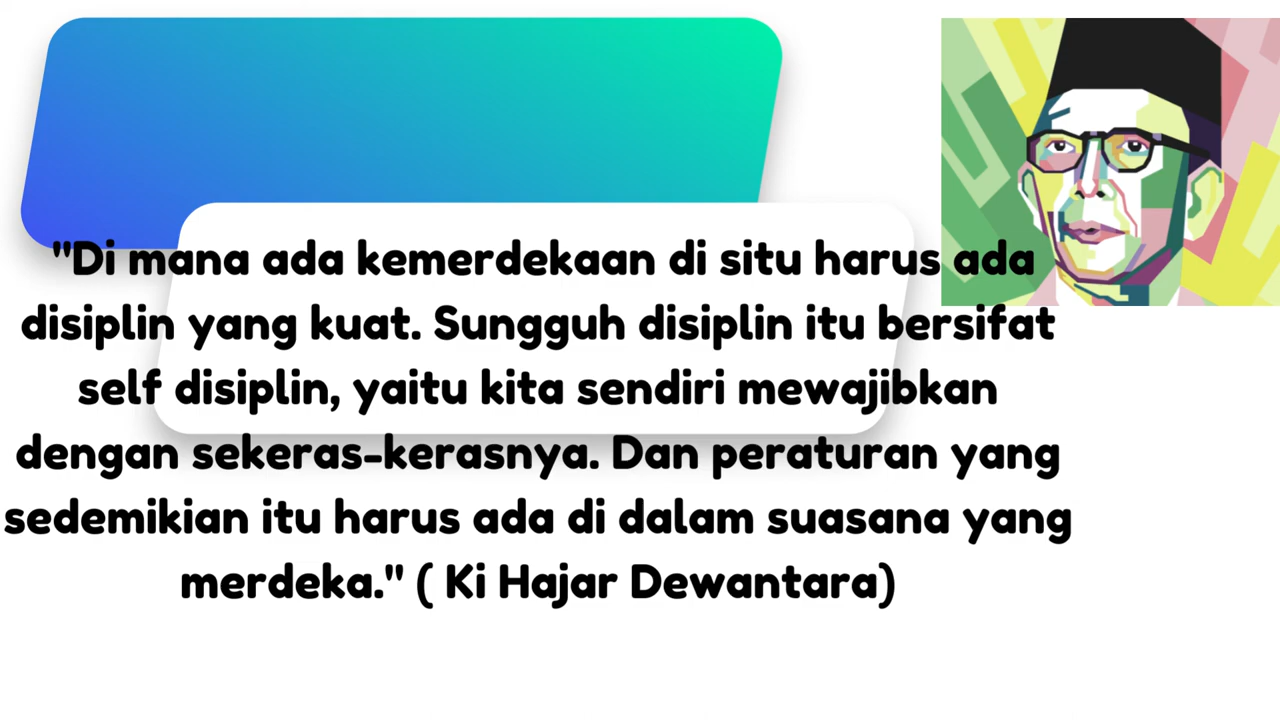 "Di mana ada kemerdekaan di situ harus ada
disiplin yang kuat. Sungguh disiplin itu bersifat
self disiplin, yaitu kita sendiri mewajibkan
dengan sekeras-kerasnya. Dan peraturan yang
sedemikian itu harus ada di dalam suasana yang
merdeka." ( Ki Hajar Dewantara)